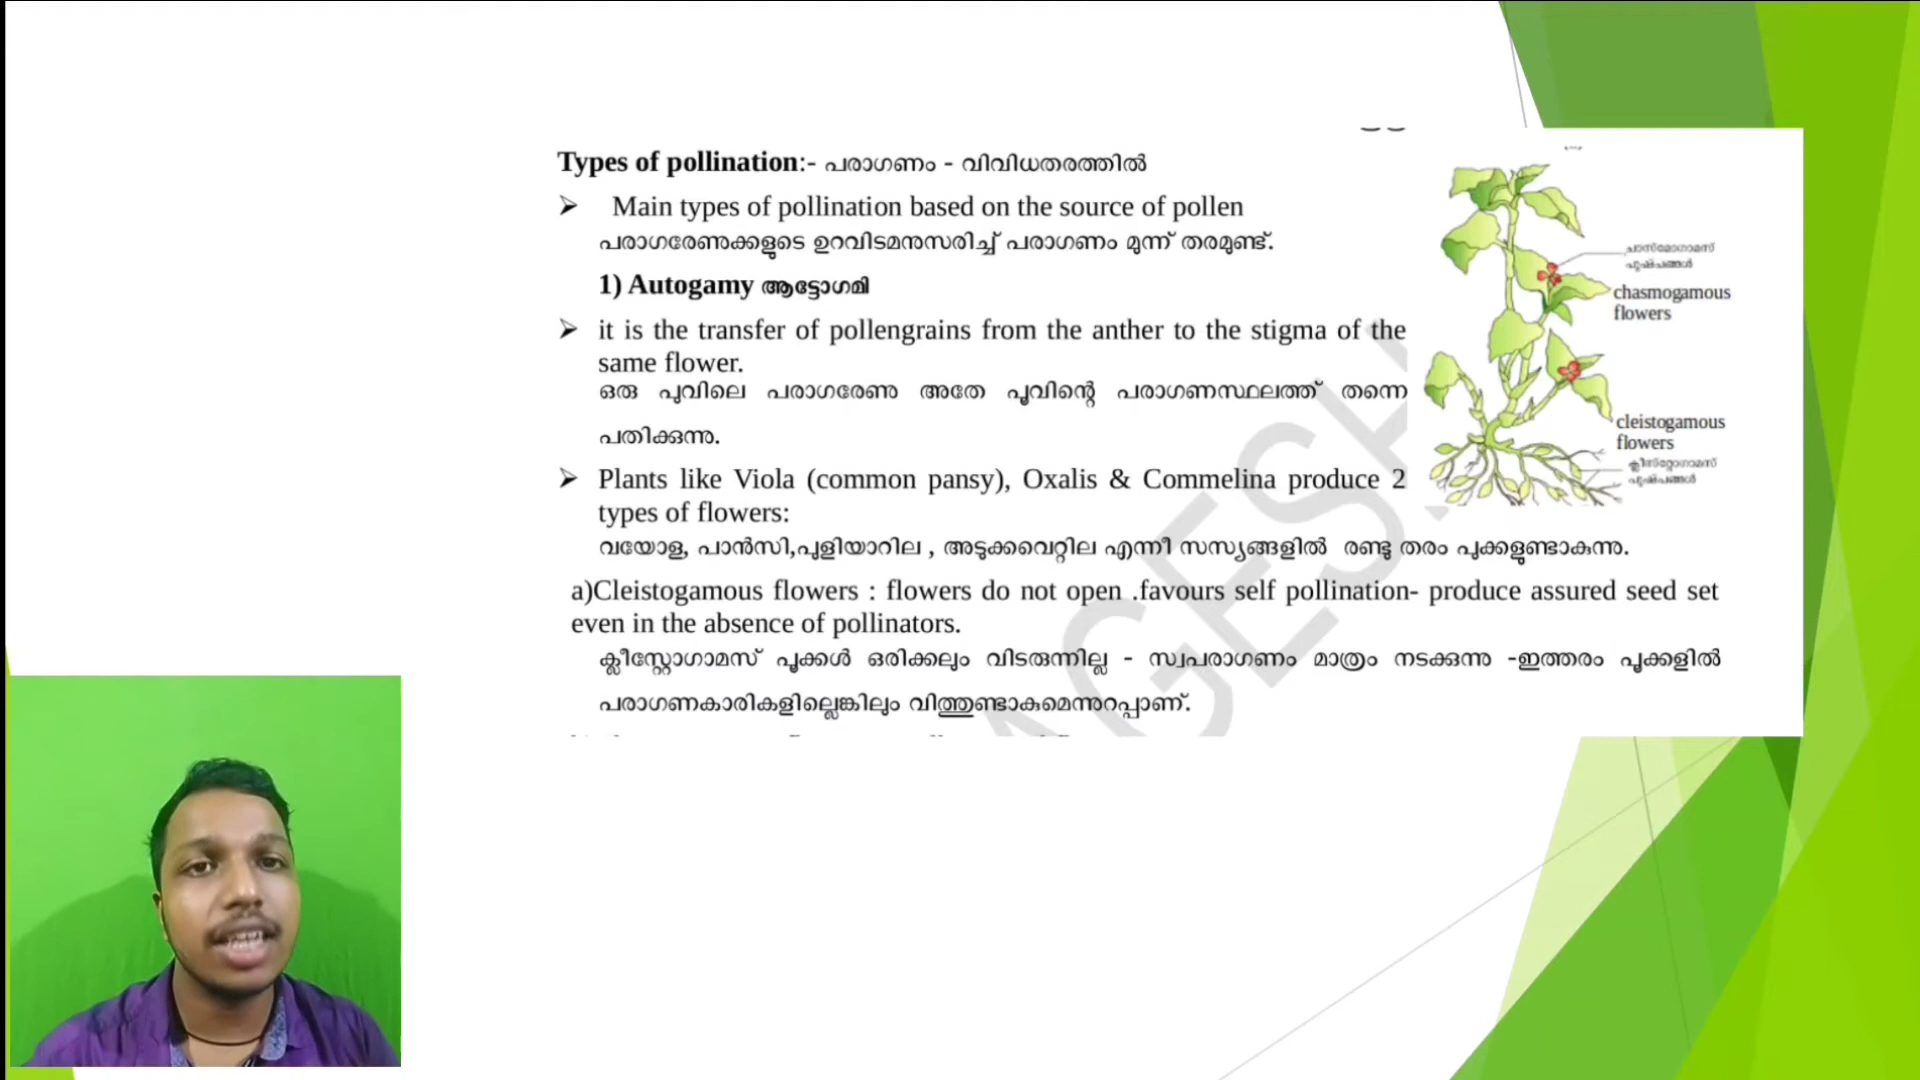 Types of pollination:- പരാഗണം - വിവിധതരത്തിൽ
➢ Main types of pollination based on the source of pollen
പരാഗരേണുക്കളുടെ ഉറവിടമനുസരിച്ച് പരാഗണം മൂന്ന് തരമുണ്ട്.
1) Autogamy ആട്ടോഗമി
➢ it is the transfer of pollengrains from the anther to the stigma of the
same flower.
ഒരു പുവിലെ പരാഗരേണു അതേ പൂവിന്റെ പരാഗണസ്ഥലത്ത് തന്നെ
പതിക്കുന്നു.
➢ Plants like Viola (common pansy), Oxalis & Commelina produce 2
types of flowers:
വയോള, പാൻസി,പുളിയാറില , അടുക്കവെറ്റില എന്നീ സസ്യങ്ങളിൽ രണ്ടു തരം പൂക്കളുണ്ടാകുന്നു.
a)Cleistogamous flowers : flowers do not open .favours self pollination- produce assured seed set
even in the absence of pollinators.
ക്ലീസ്റ്റോഗാമസ് പൂക്കൾ ഒരിക്കലും വിടരുന്നില്ല - സ്വപരാഗണം മാത്രം നടക്കുന്നു -ഇത്തരം പൂക്കളിൽ
പരാഗണകാരികളില്ലെങ്കിലും വിത്തുണ്ടാകുമെന്നുറപ്പാണ്.
ചാസ്മോഗാമസ്
പുഷ്പങ്ങൾ
chasmogamous
flowers
cleistogamous
flowers
ക്ലീസ്റ്റോഗാമസ്
പുഷ്പങ്ങൾ